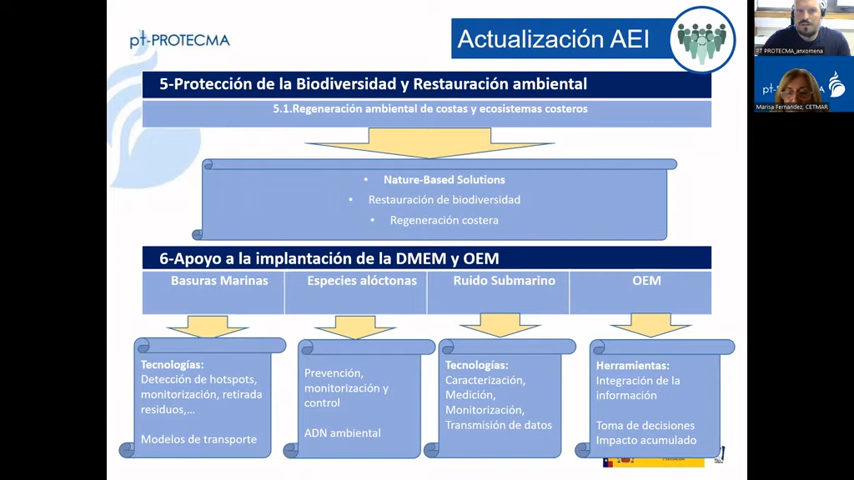 pt-PROTECMA
Actualización AEI
5-Protección de la Biodiversidad y Restauración ambiental
5.1.Regeneración ambiental de costas y ecosistemas costeros
• Nature-Based Solutions
• Restauración de biodiversidad
• Regeneración costera
6-Apoyo a la implantación de la DMEM y OEM
Basuras Marinas
Especies alóctonas
Ruido Submarino
OEM
Tecnologías:
Detección de hotspots,
monitorización, retirada
residuos,...
Modelos de transporte
Prevención,
monitorización y
control
ADN ambiental
Tecnologías:
Caracterización,
Medición,
Monitorización,
Transmisión de datos
Herramientas:
Integración de la
información
Toma de decisiones
Impacto acumulado
PROTECMA_anxomena
Marisa Fernandez, CETMAR